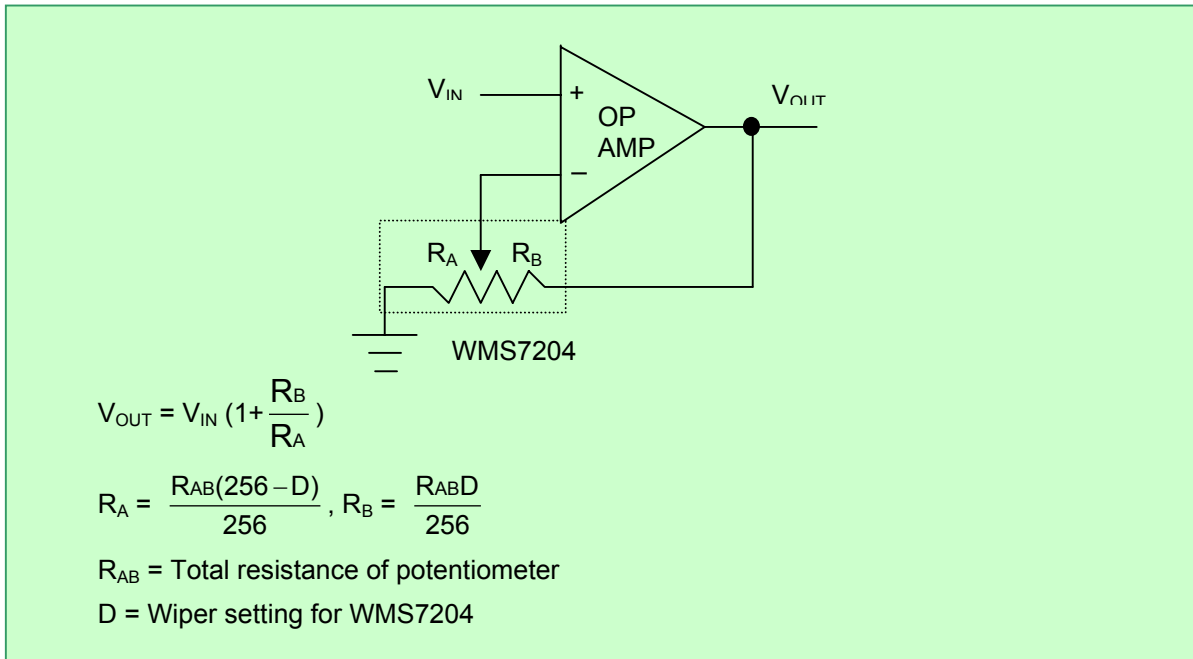 V_IN
V_OUT
+
OP
AMP
−
R_A R_B
WMS7204
V_OUT = V_IN (1+ R_B/R_A )
R_A = R_AB(256 − D)/256 , R_B = R_ABD/256
R_AB = Total resistance of potentiometer
D = Wiper setting for WMS7204